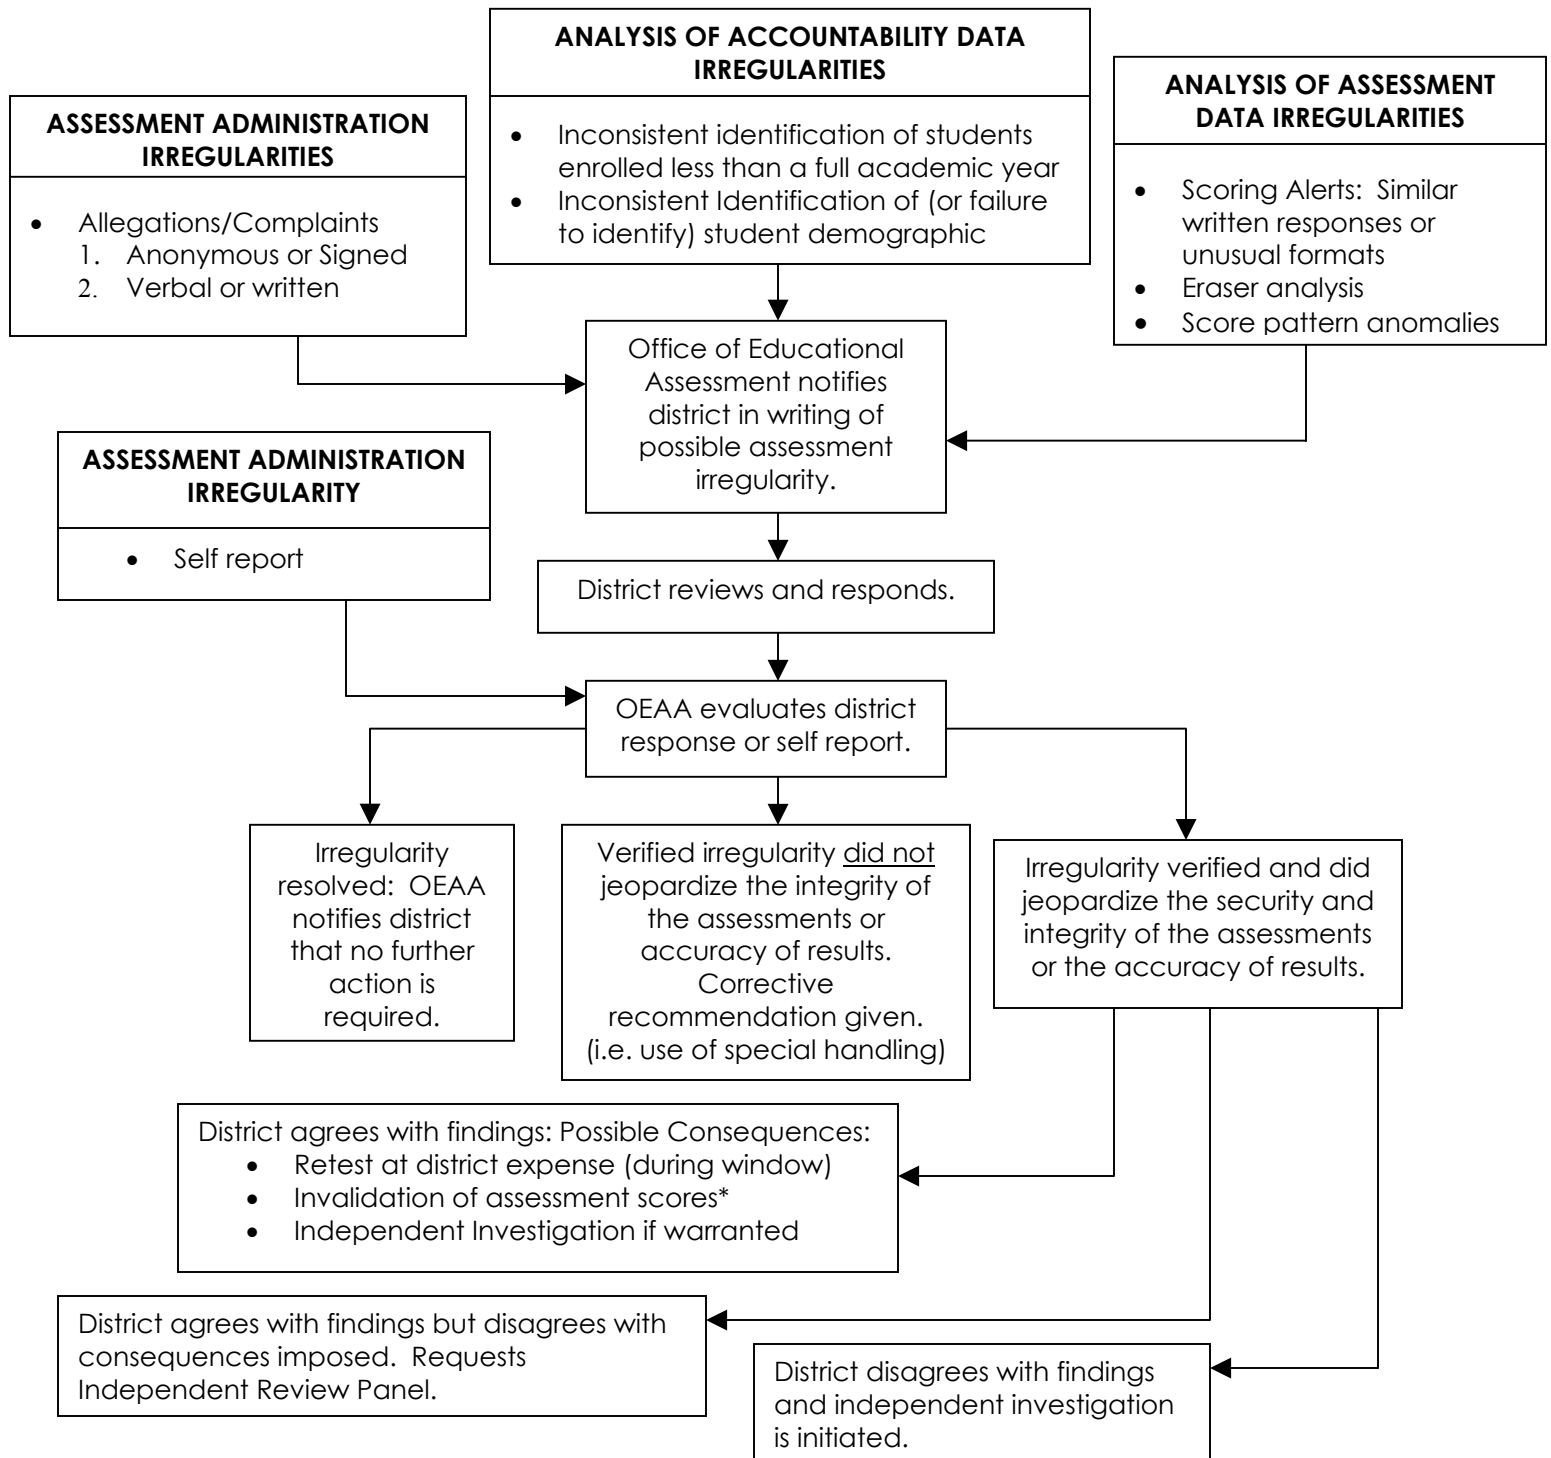 ANALYSIS OF ACCOUNTABILITY DATA
IRREGULARITIES
• Inconsistent identification of students
enrolled less than a full academic year
• Inconsistent Identification of (or failure
to identify) student demographic
ASSESSMENT ADMINISTRATION
IRREGULARITIES
• Allegations/Complaints
1. Anonymous or Signed
2. Verbal or written
ANALYSIS OF ASSESSMENT
DATA IRREGULARITIES
• Scoring Alerts: Similar
written responses or
unusual formats
• Eraser analysis
• Score pattern anomalies
Office of Educational
Assessment notifies
district in writing of
possible assessment
irregularity.
ASSESSMENT ADMINISTRATION
IRREGULARITY
• Self report
District reviews and responds.
OEAA evaluates district
response or self report.
Irregularity
resolved: OEAA
notifies district
that no further
action is
required.
Verified irregularity did not
jeopardize the integrity of
the assessments or
accuracy of results.
Corrective
recommendation given.
(i.e. use of special handling)
Irregularity verified and did
jeopardize the security and
integrity of the assessments
or the accuracy of results.
District agrees with findings: Possible Consequences:
• Retest at district expense (during window)
• Invalidation of assessment scores*
• Independent Investigation if warranted
District agrees with findings but disagrees with
consequences imposed. Requests
Independent Review Panel.
District disagrees with findings
and independent investigation
is initiated.